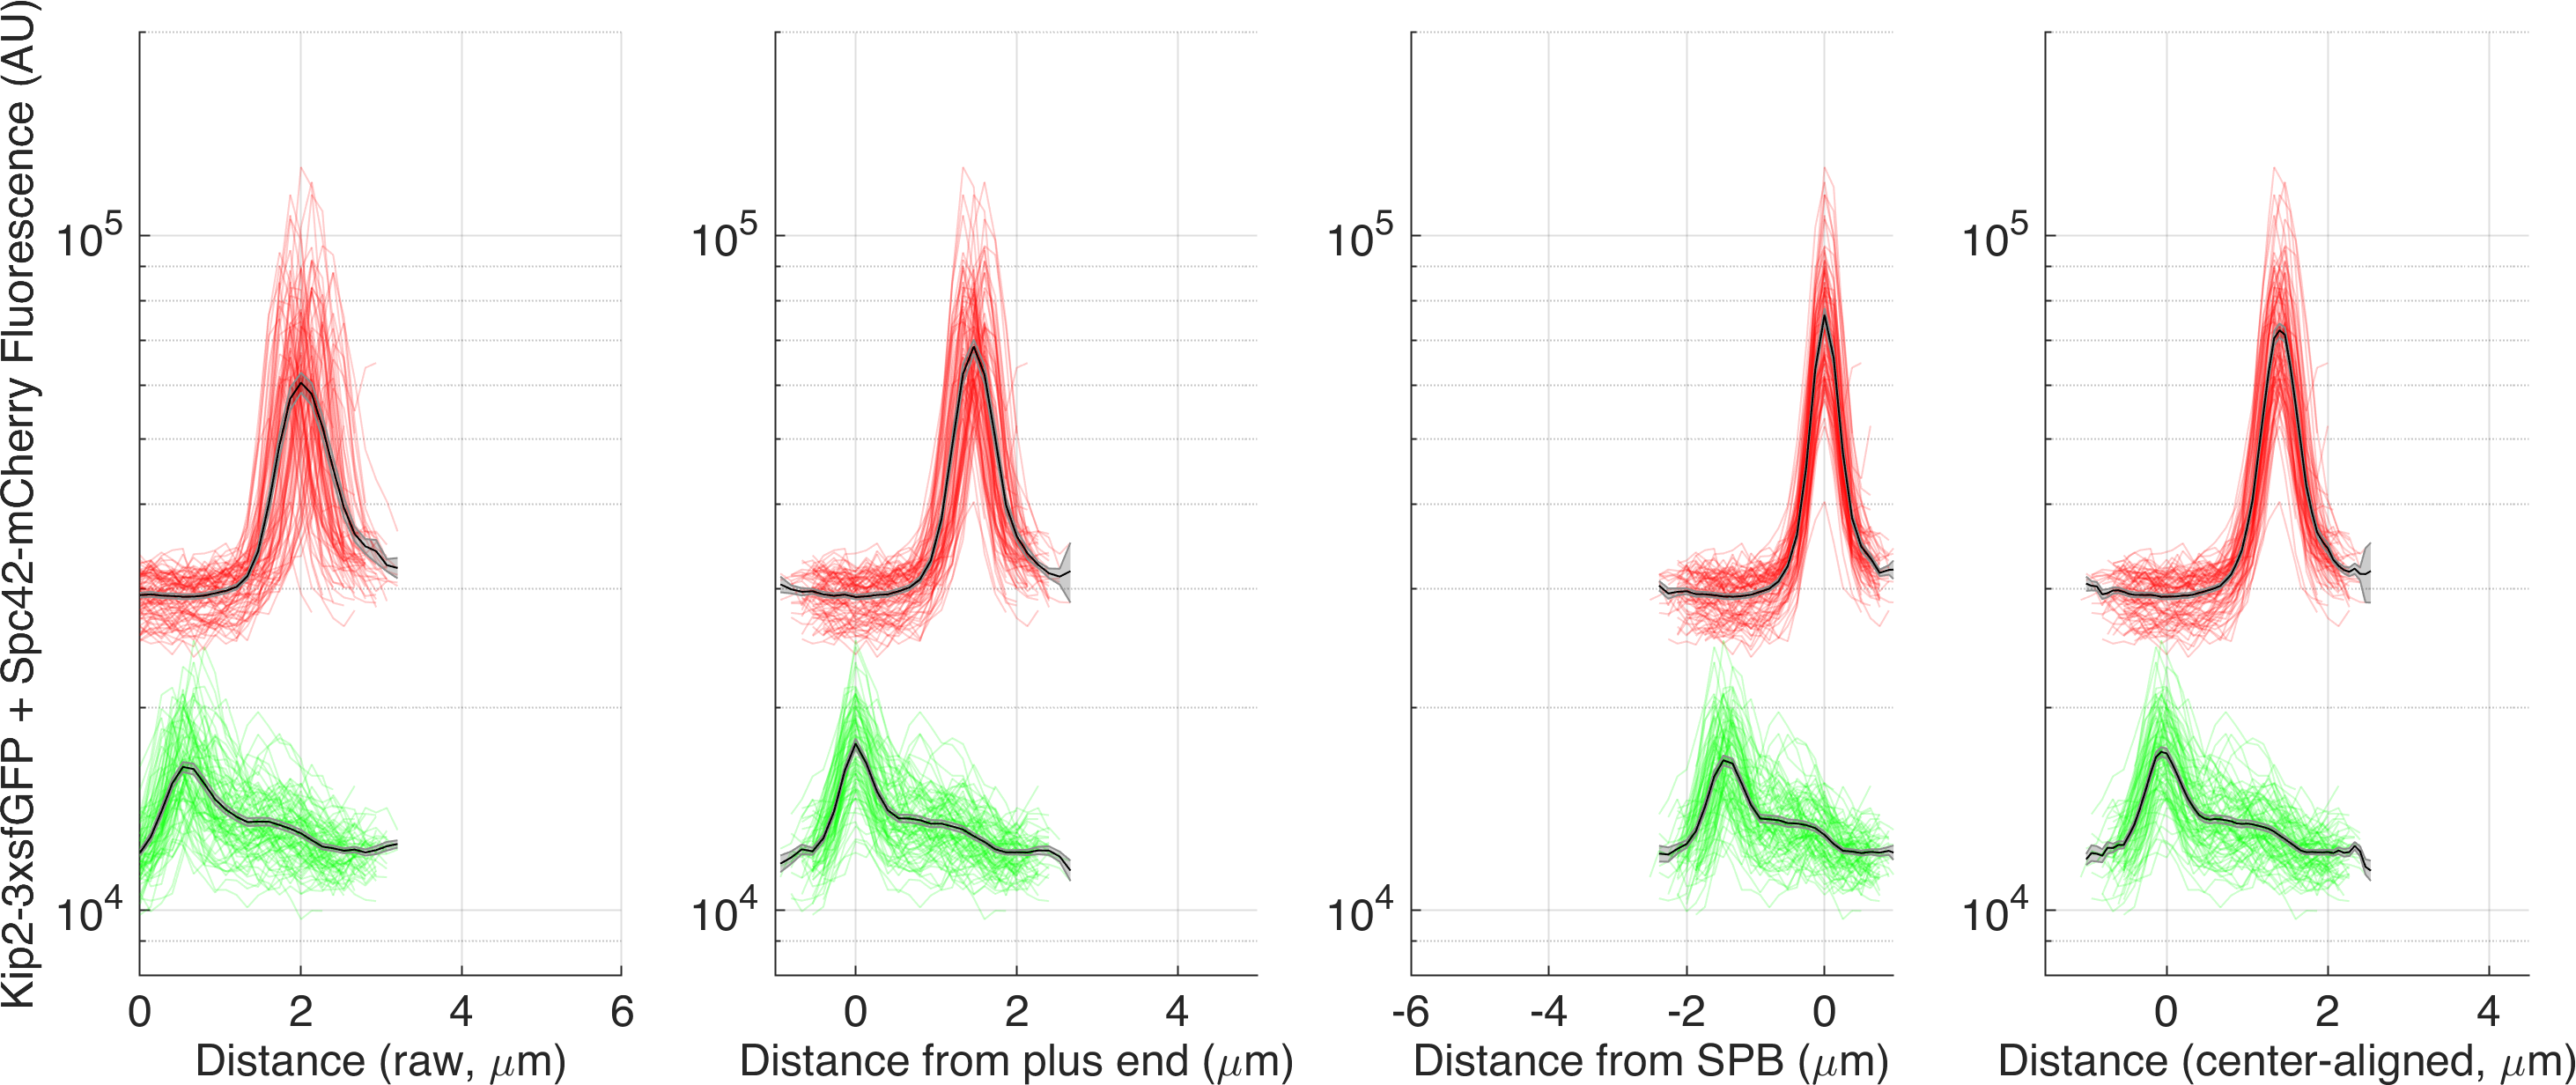 Kip2-3xsfGFP + Spc42-mCherry Fluorescence (AU)
10^5
10^4
0 2 4 6
Distance (raw, μm)
10^5
10^4
0 2 4
Distance from plus end (μm)
10^5
10^4
-6 -4 -2 0
Distance from SPB (μm)
10^5
10^4
0 2 4
Distance (center-aligned, μm)